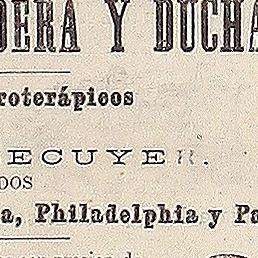 DERA Y DUCHA
roterápicos
ECUYER.
DOS
a, Philadelphia y Pa